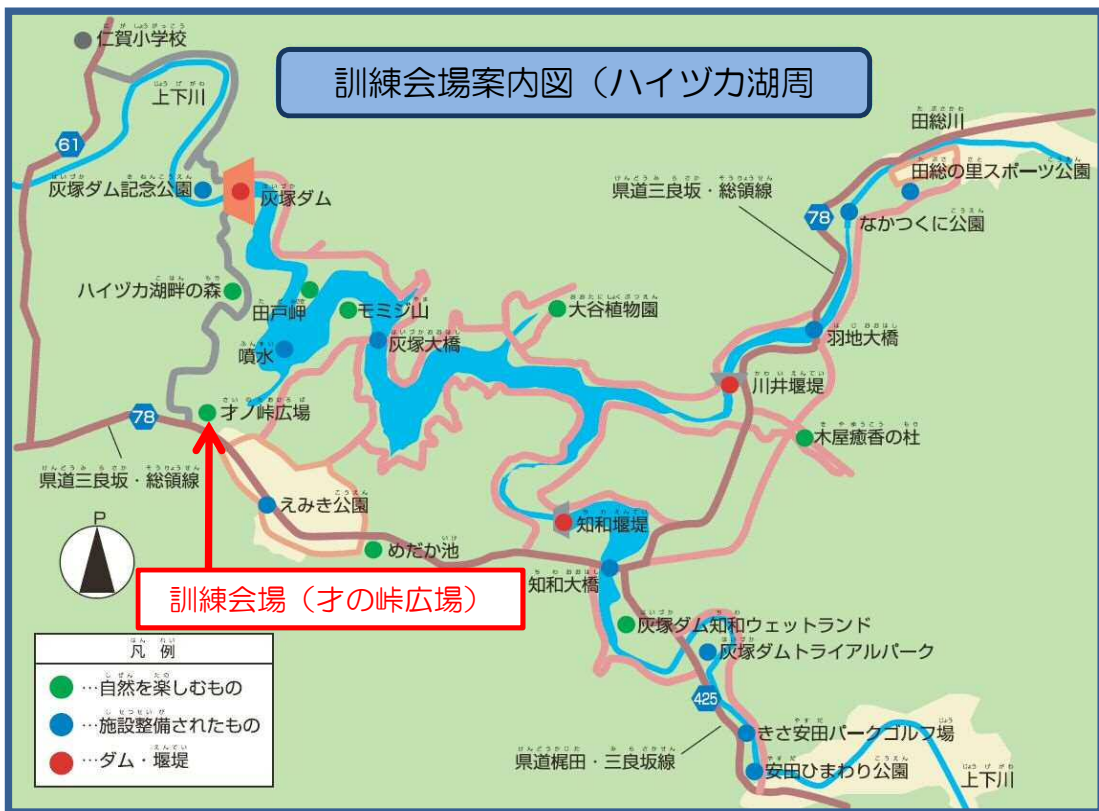 仁賀小学校
訓練会場案内図（ハイヅカ湖周
上下川
61
田総川
灰塚ダム記念公園
灰塚ダム
県道三良坂・総領線
田総の里スポーツ公園
78
なかつくに公園
ハイヅカ湖畔の森
田戸岬
モミジ山
大谷植物園
噴水
灰塚大橋
羽地大橋
川井堰堤
78
才ノ峠広場
木屋癒香の杜
県道三良坂・総領線
えみき公園
知和堰堤
P
めだか池
知和大橋
訓練会場（才の峠広場）
灰塚ダム知和ウェットランド
灰塚ダムトライアルパーク
凡例
…自然を楽しむもの
…施設整備されたもの
…ダム・堰堤
425
きさ安田パークゴルフ場
県道梶田・三良坂線
安田ひまわり公園
上下川